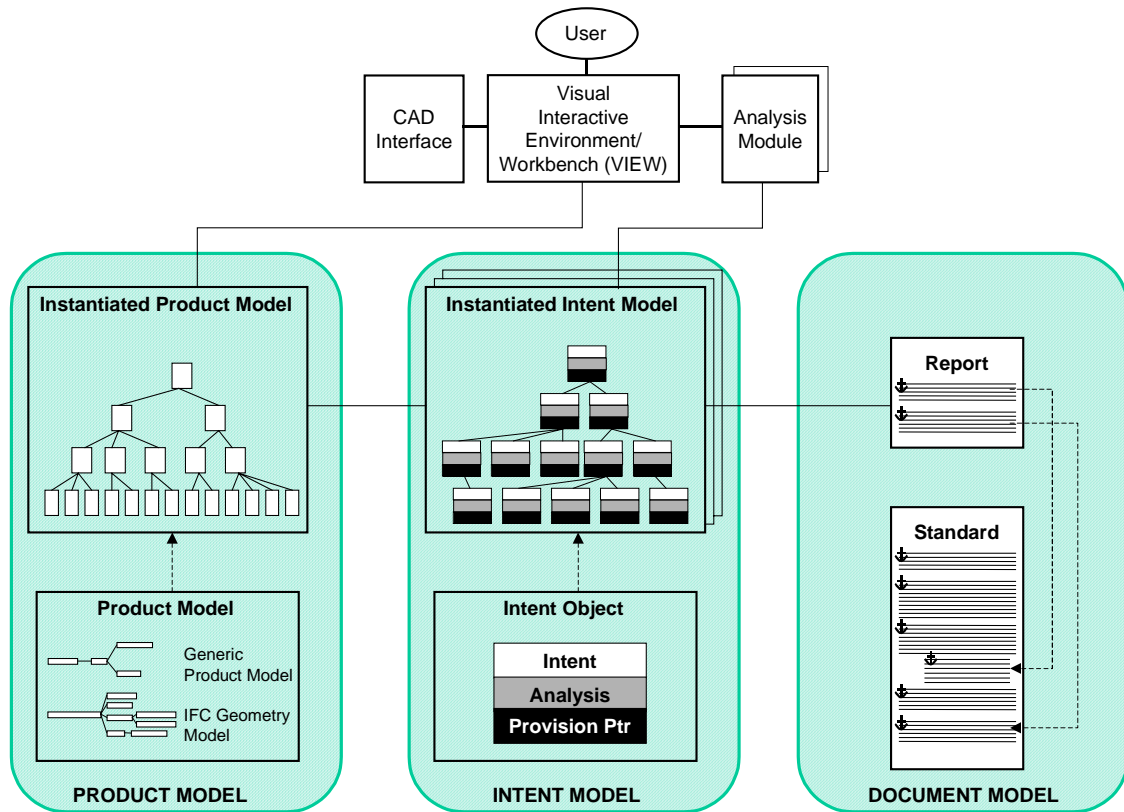 User
CAD
Interface
Visual
Interactive
Environment/
Workbench (VIEW)
Analysis
Module
Instantiated Product Model
Instantiated Intent Model
Report
Standard
Product Model
Generic
Product Model
IFC Geometry
Model
Intent Object
Intent
Analysis
Provision Ptr
PRODUCT MODEL
INTENT MODEL
DOCUMENT MODEL